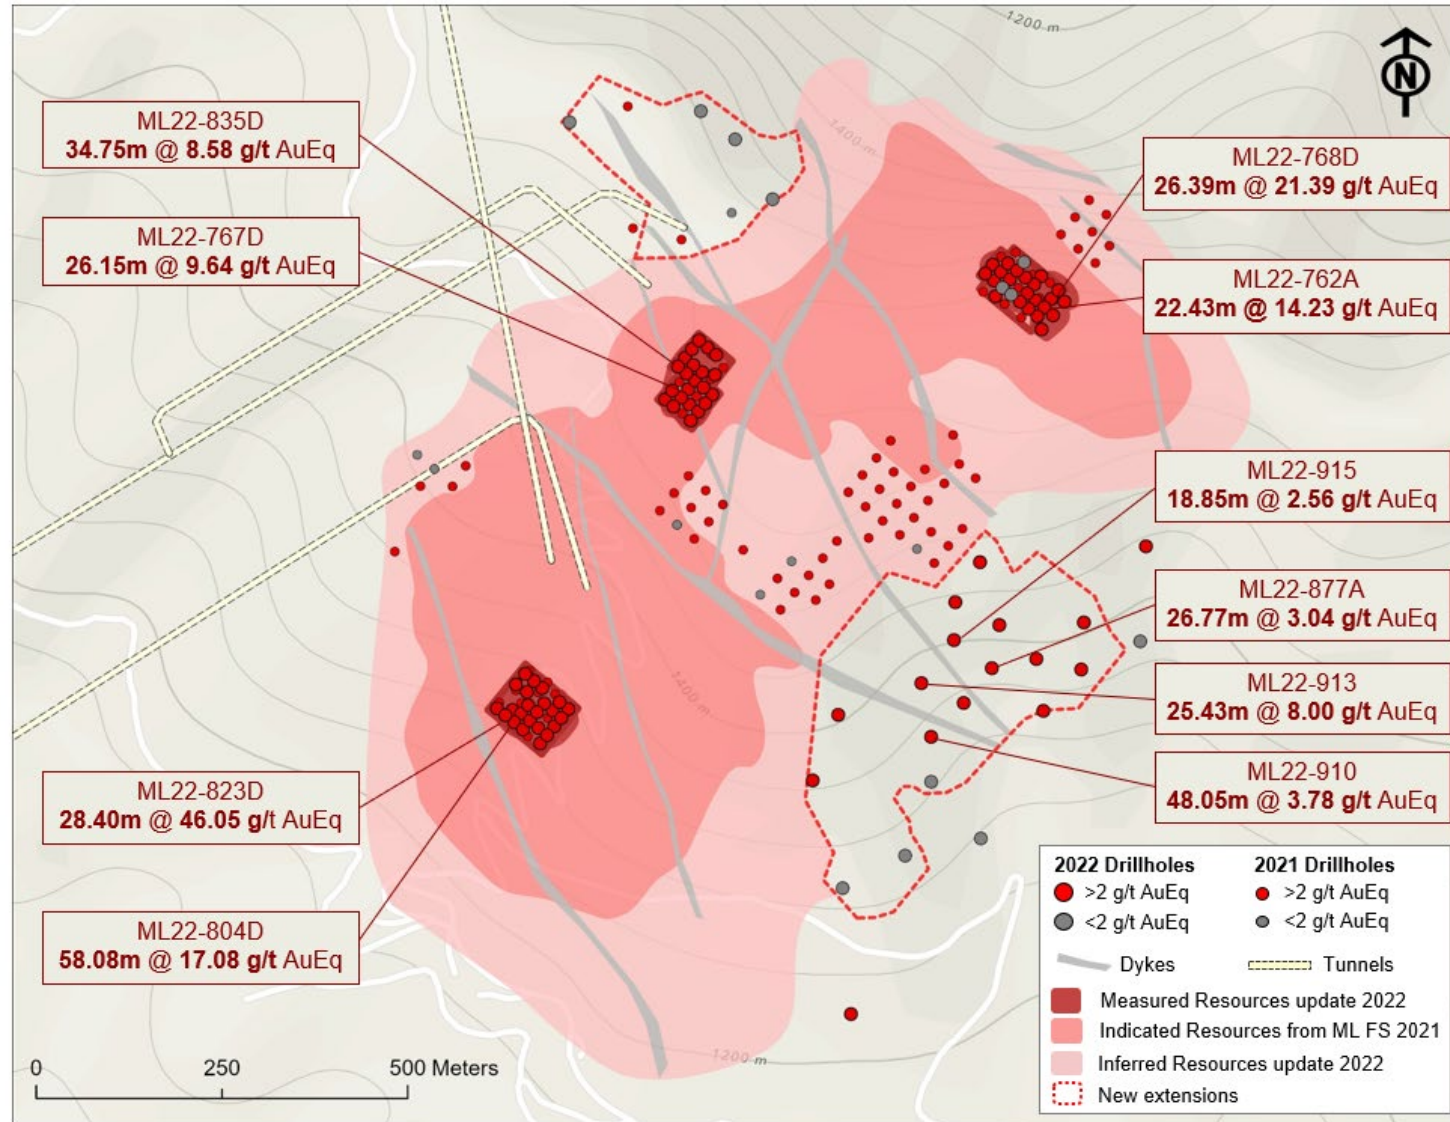 1200 m
N
1400 m
ML22-835D
34.75m @ 8.58 g/t AuEq
ML22-767D
26.15m @ 9.64 g/t AuEq
ML22-768D
26.39m @ 21.39 g/t AuEq
ML22-762A
22.43m @ 14.23 g/t AuEq
ML22-915
18.85m @ 2.56 g/t AuEq
ML22-877A
26.77m @ 3.04 g/t AuEq
ML22-913
25.43m @ 8.00 g/t AuEq
ML22-910
48.05m @ 3.78 g/t AuEq
1400 m
ML22-823D
28.40m @ 46.05 g/t AuEq
ML22-804D
58.08m @ 17.08 g/t AuEq
1200 m
0 250 500 Meters
2022 Drillholes 2021 Drillholes
>2 g/t AuEq >2 g/t AuEq
<2 g/t AuEq <2 g/t AuEq
Dykes Tunnels
Measured Resources update 2022
Indicated Resources from ML FS 2021
Inferred Resources update 2022
New extensions